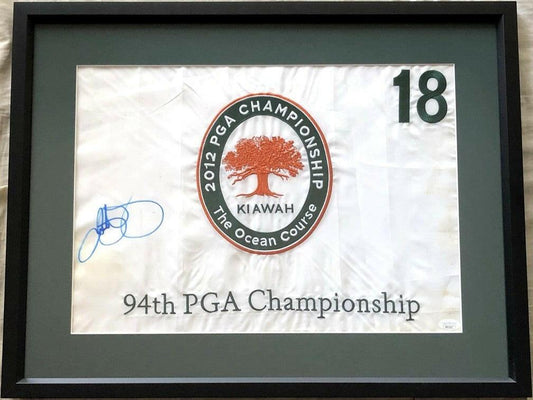 18
2012 PGA CHAMPIONSHIP
KIAWAH
The Ocean Course
94th PGA Championship